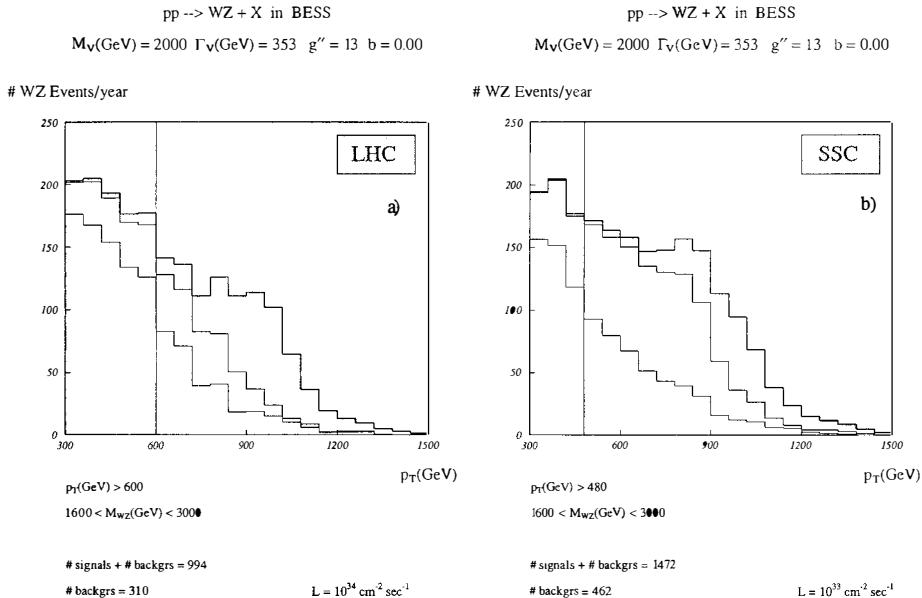 pp --> WZ + X in BESS
M_V(GeV) = 2000 Γ_V(GeV) = 353 g″ = 13 b = 0.00
# WZ Events/year
250
200
150
100
50
0
300
600
900
1200
1500
LHC
a)
p_T(GeV)
p_T(GeV) > 600
1600 < M_WZ(GeV) < 3000
# signals + # backgrs = 994
# backgrs = 310
L = 10^34 cm^-2 sec^-1
pp --> WZ + X in BESS
M_V(GeV) = 2000 Γ_V(GeV) = 353 g″ = 13 b = 0.00
# WZ Events/year
250
200
150
100
50
0
300
600
900
1200
1500
SSC
b)
p_T(GeV)
p_T(GeV) > 480
1600 < M_WZ(GeV) < 3000
# signals + # backgrs = 1472
# backgrs = 462
L = 10^33 cm^-2 sec^-1